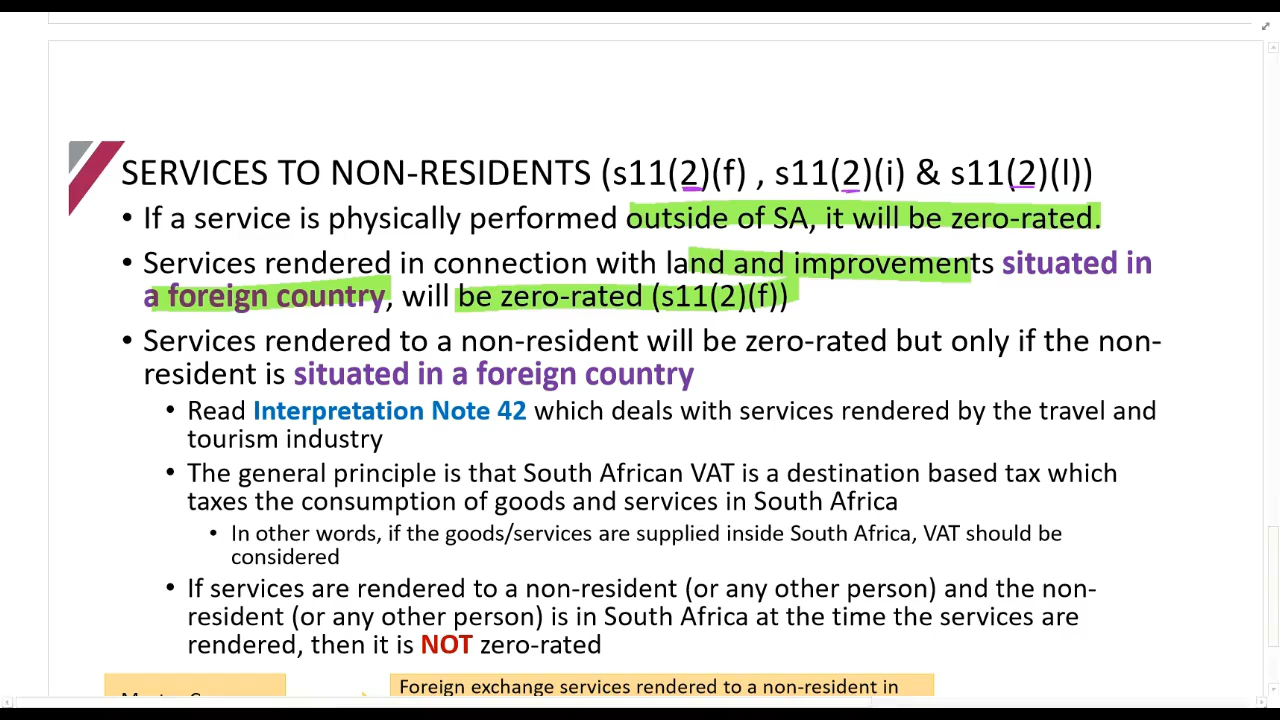 SERVICES TO NON-RESIDENTS (s11(2)(f) , s11(2)(i) & s11(2)(l))
• If a service is physically performed outside of SA, it will be zero-rated.
• Services rendered in connection with land and improvements situated in
a foreign country, will be zero-rated (s11(2)(f))
• Services rendered to a non-resident will be zero-rated but only if the non-
resident is situated in a foreign country
• Read Interpretation Note 42 which deals with services rendered by the travel and
tourism industry
• The general principle is that South African VAT is a destination based tax which
taxes the consumption of goods and services in South Africa
• In other words, if the goods/services are supplied inside South Africa, VAT should be
considered
• If services are rendered to a non-resident (or any other person) and the non-
resident (or any other person) is in South Africa at the time the services are
rendered, then it is NOT zero-rated
Foreign exchange services rendered to a non-resident in